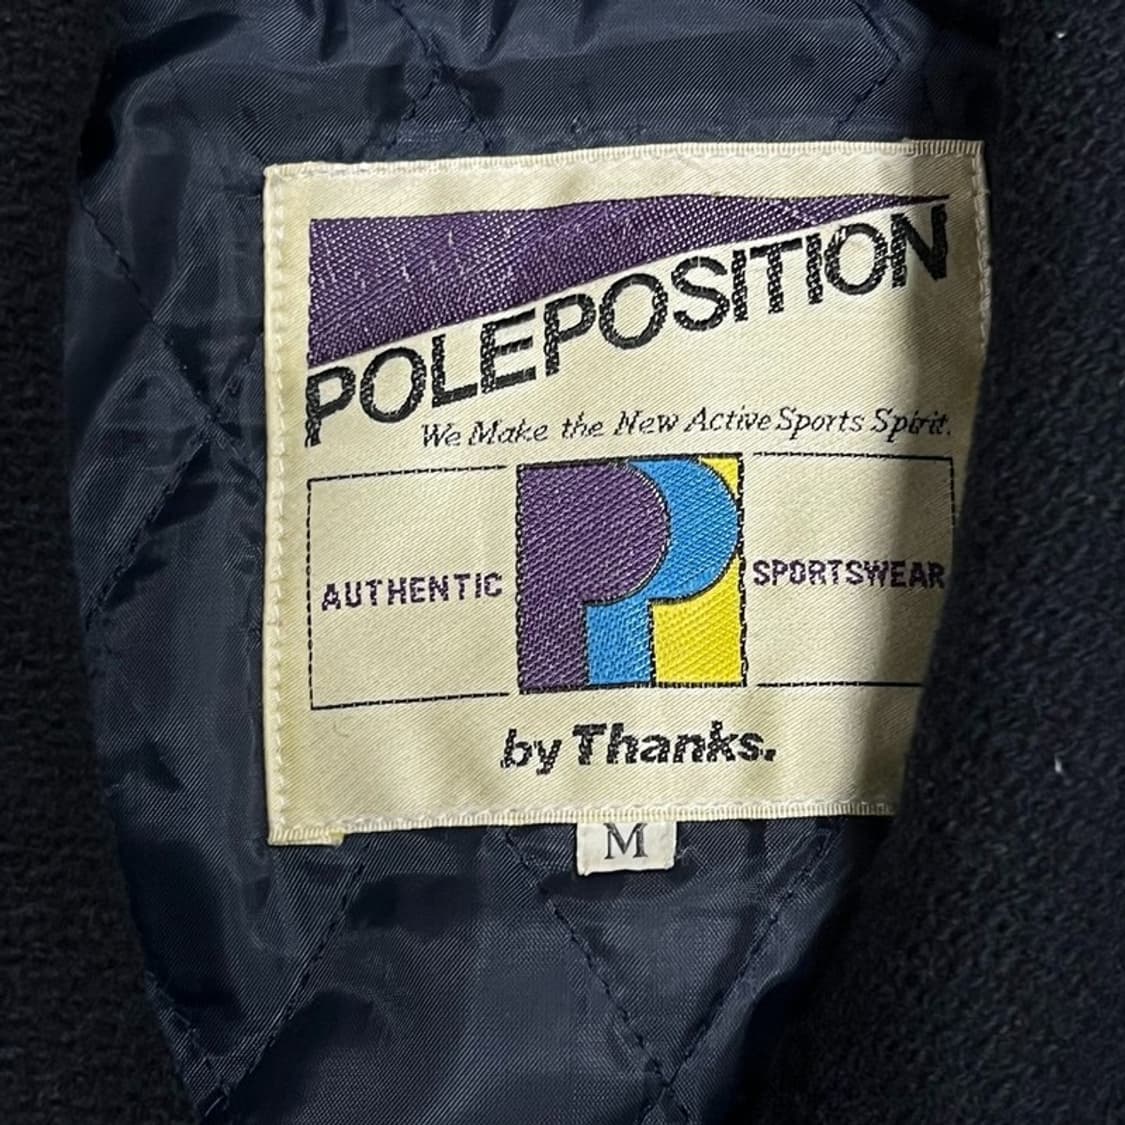 POLEPOSITION
We Make the New Active Sports Spirit.
AUTHENTIC
SPORTSWEAR
by Thanks.
M